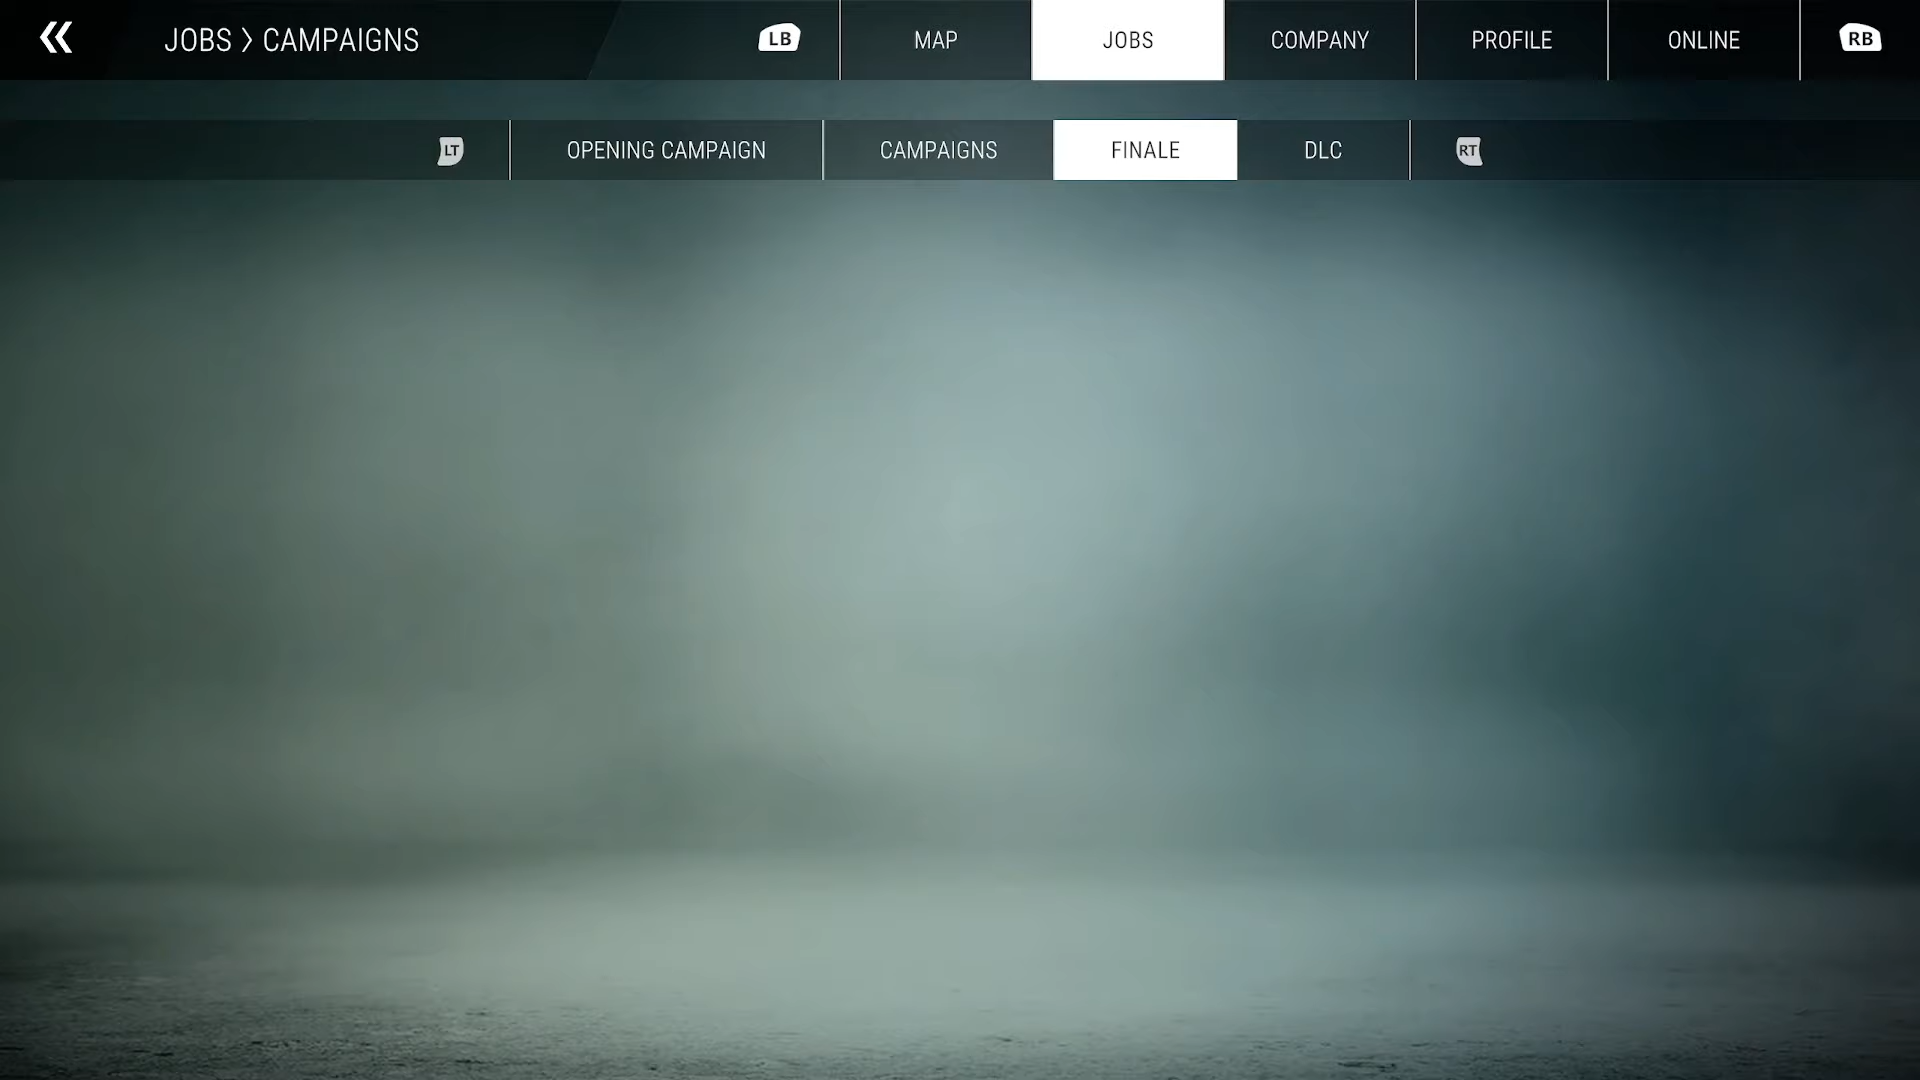 JOBS > CAMPAIGNS
LB
MAP
JOBS
COMPANY
PROFILE
ONLINE
RB
LT
OPENING CAMPAIGN
CAMPAIGNS
FINALE
DLC
RT